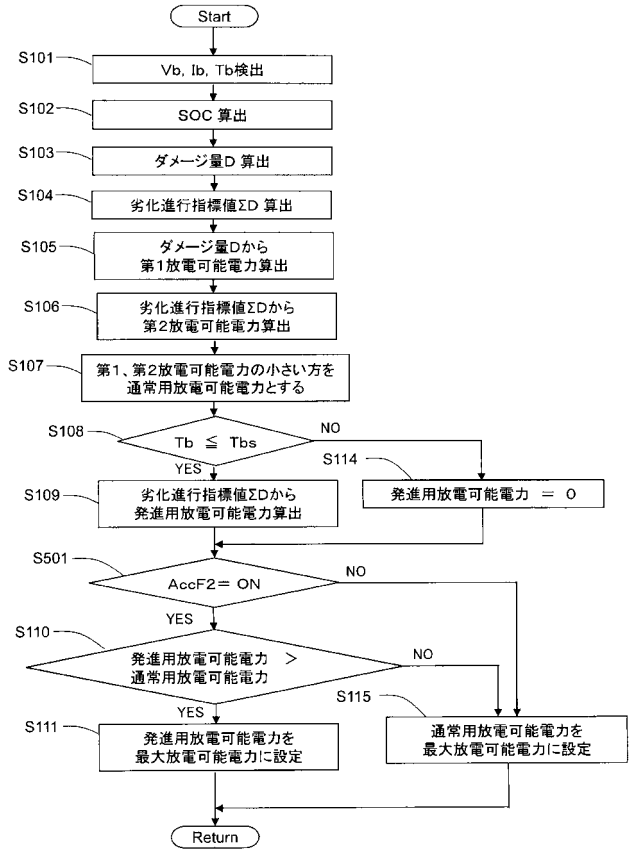 Start
S101
Vb, Ib, Tb検出
S102
SOC 算出
S103
ダメージ量D 算出
S104
劣化進行指標値ΣD 算出
S105
ダメージ量Dから
第1放電可能電力算出
S106
劣化進行指標値ΣDから
第2放電可能電力算出
S107
第1、第2放電可能電力の小さい方を
通常用放電可能電力とする
S108
Tb ≦ Tbs
NO
YES
S109
劣化進行指標値ΣDから
発進用放電可能電力算出
S114
発進用放電可能電力 = 0
S501
AccF2= ON
NO
YES
S110
発進用放電可能電力 >
通常用放電可能電力
NO
YES
S111
発進用放電可能電力を
最大放電可能電力に設定
S115
通常用放電可能電力を
最大放電可能電力に設定
Return